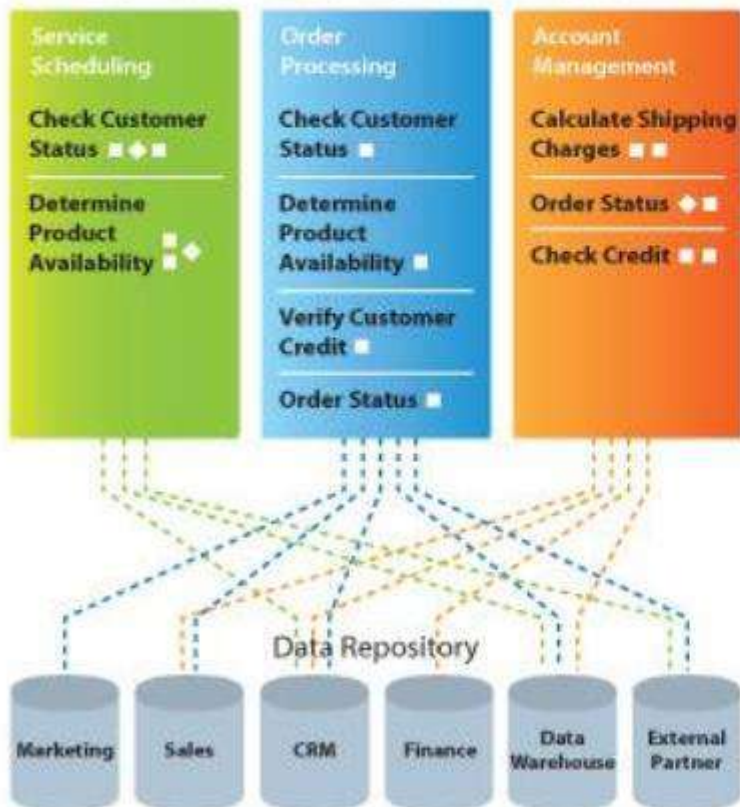 Service
Scheduling
Check Customer
Status
Determine
Product
Availability
Order
Processing
Check Customer
Status
Determine
Product
Availability
Verify Customer
Credit
Order Status
Account
Management
Calculate Shipping
Charges
Order Status
Check Credit
Data Repository
Marketing
Sales
CRM
Finance
Data
Warehouse
External
Partner